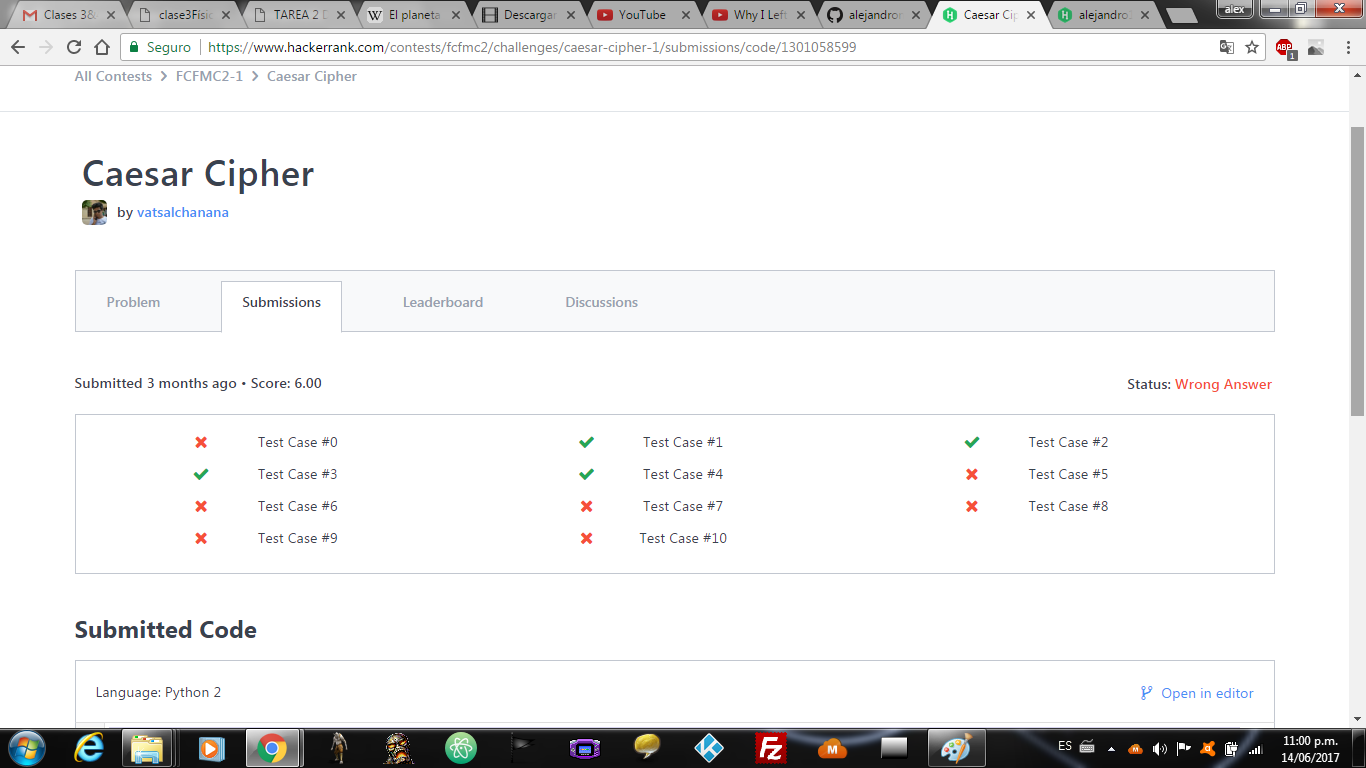 Clases 3&
clase3Físic
TAREA 2 D
El planeta
Descargar
YouTube
Why I Left
alejandror
Caesar Cip
alejandro
alex
Seguro
https://www.hackerrank.com/contests/fcfmc2/challenges/caesar-cipher-1/submissions/code/1301058599
ABP
1
All Contests > FCFMC2-1 > Caesar Cipher
Caesar Cipher
by vatsalchanana
Problem Submissions Leaderboard Discussions
Submitted 3 months ago • Score: 6.00 Status: Wrong Answer
Test Case #0 Test Case #1 Test Case #2
Test Case #3 Test Case #4 Test Case #5
Test Case #6 Test Case #7 Test Case #8
Test Case #9 Test Case #10
Submitted Code
Language: Python 2 Open in editor
ES
11:00 p.m.
14/06/2017